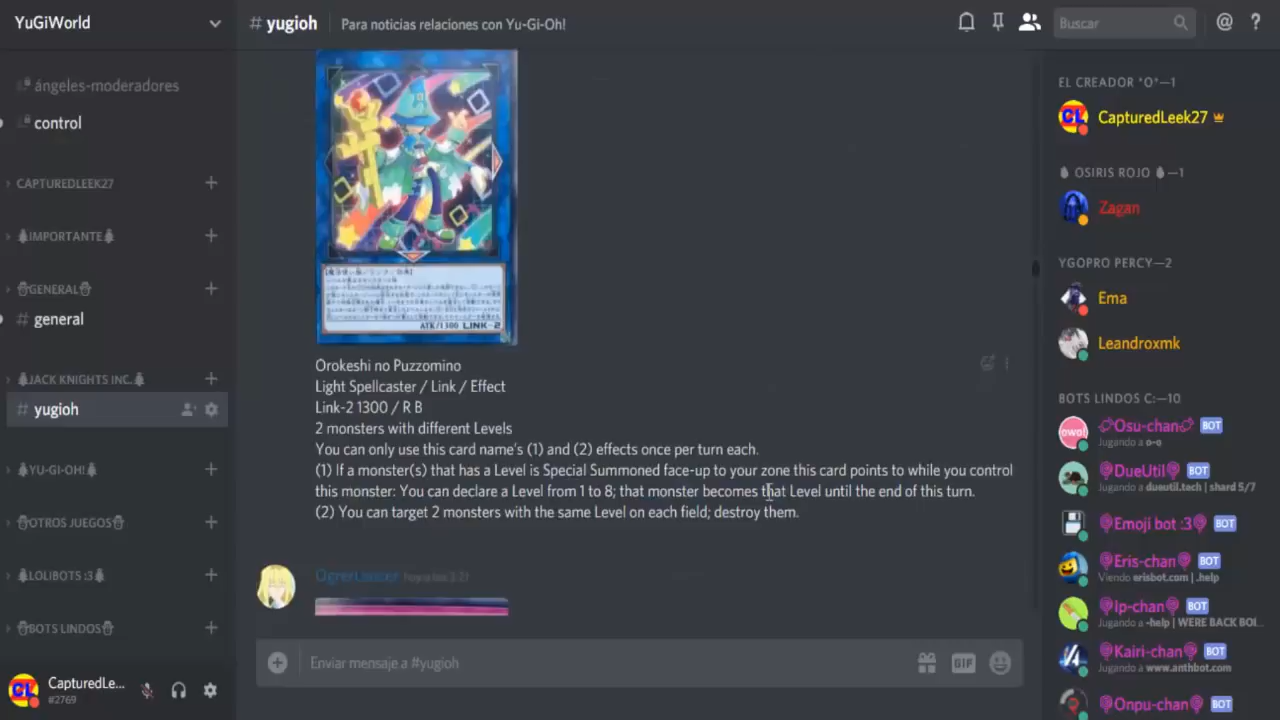 YuGiWorld
# yugioh
Para noticias relaciones con Yu-Gi-Oh!
Buscar
ángeles-moderadores
control
CAPTUREDLEEK27
IMPORTANTE
GENERAL
# general
JACK KNIGHTS INC.
# yugioh
YU-GI-OH!
OTROS JUEGOS
LOLIBOTS :3
BOTS LINDOS
CapturedLe...
#2769
ATK/1300 LINK-2
Orokeshi no Puzzomino
Light Spellcaster / Link / Effect
Link-2 1300 / R B
2 monsters with different Levels
You can only use this card name's (1) and (2) effects once per turn each.
(1) If a monster(s) that has a Level is Special Summoned face-up to your zone this card points to while you control
this monster: You can declare a Level from 1 to 8; that monster becomes that Level until the end of this turn.
(2) You can target 2 monsters with the same Level on each field; destroy them.
Enviar mensaje a #yugioh
GIF
EL CREADOR *O*—1
CL CapturedLeek27
OSIRIS ROJO —1
Zagan
YGOPRO PERCY—2
Ema
Leandroxmk
BOTS LINDOS C:—10
owo! Osu-chan BOT
Jugando a o-o
DueUtil BOT
Jugando a dueutil.tech | shard 5/7
Emoji bot :3 BOT
Eris-chan BOT
Viendo erisbot.com | .help
Ip-chan BOT
Jugando a -help | WERE BACK BOI...
Kairi-chan BOT
Jugando a www.anthbot.com
Onpu-chan BOT